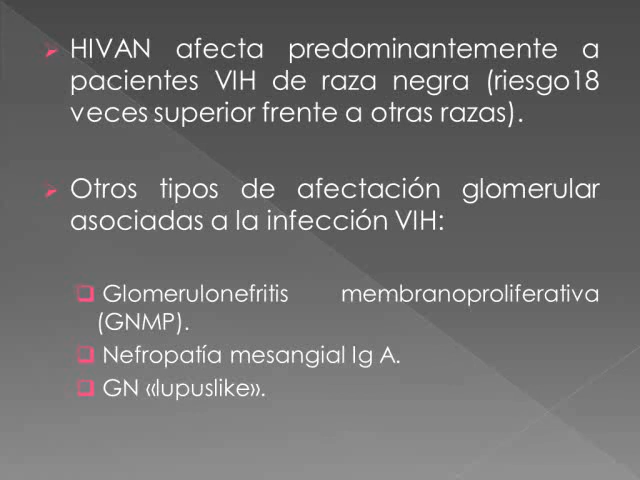 HIVAN afecta predominantemente a
pacientes VIH de raza negra (riesgo18
veces superior frente a otras razas).
Otros tipos de afectación glomerular
asociadas a la infección VIH:
Glomerulonefritis membranoproliferativa
(GNMP).
Nefropatía mesangial Ig A.
GN «lupuslike».